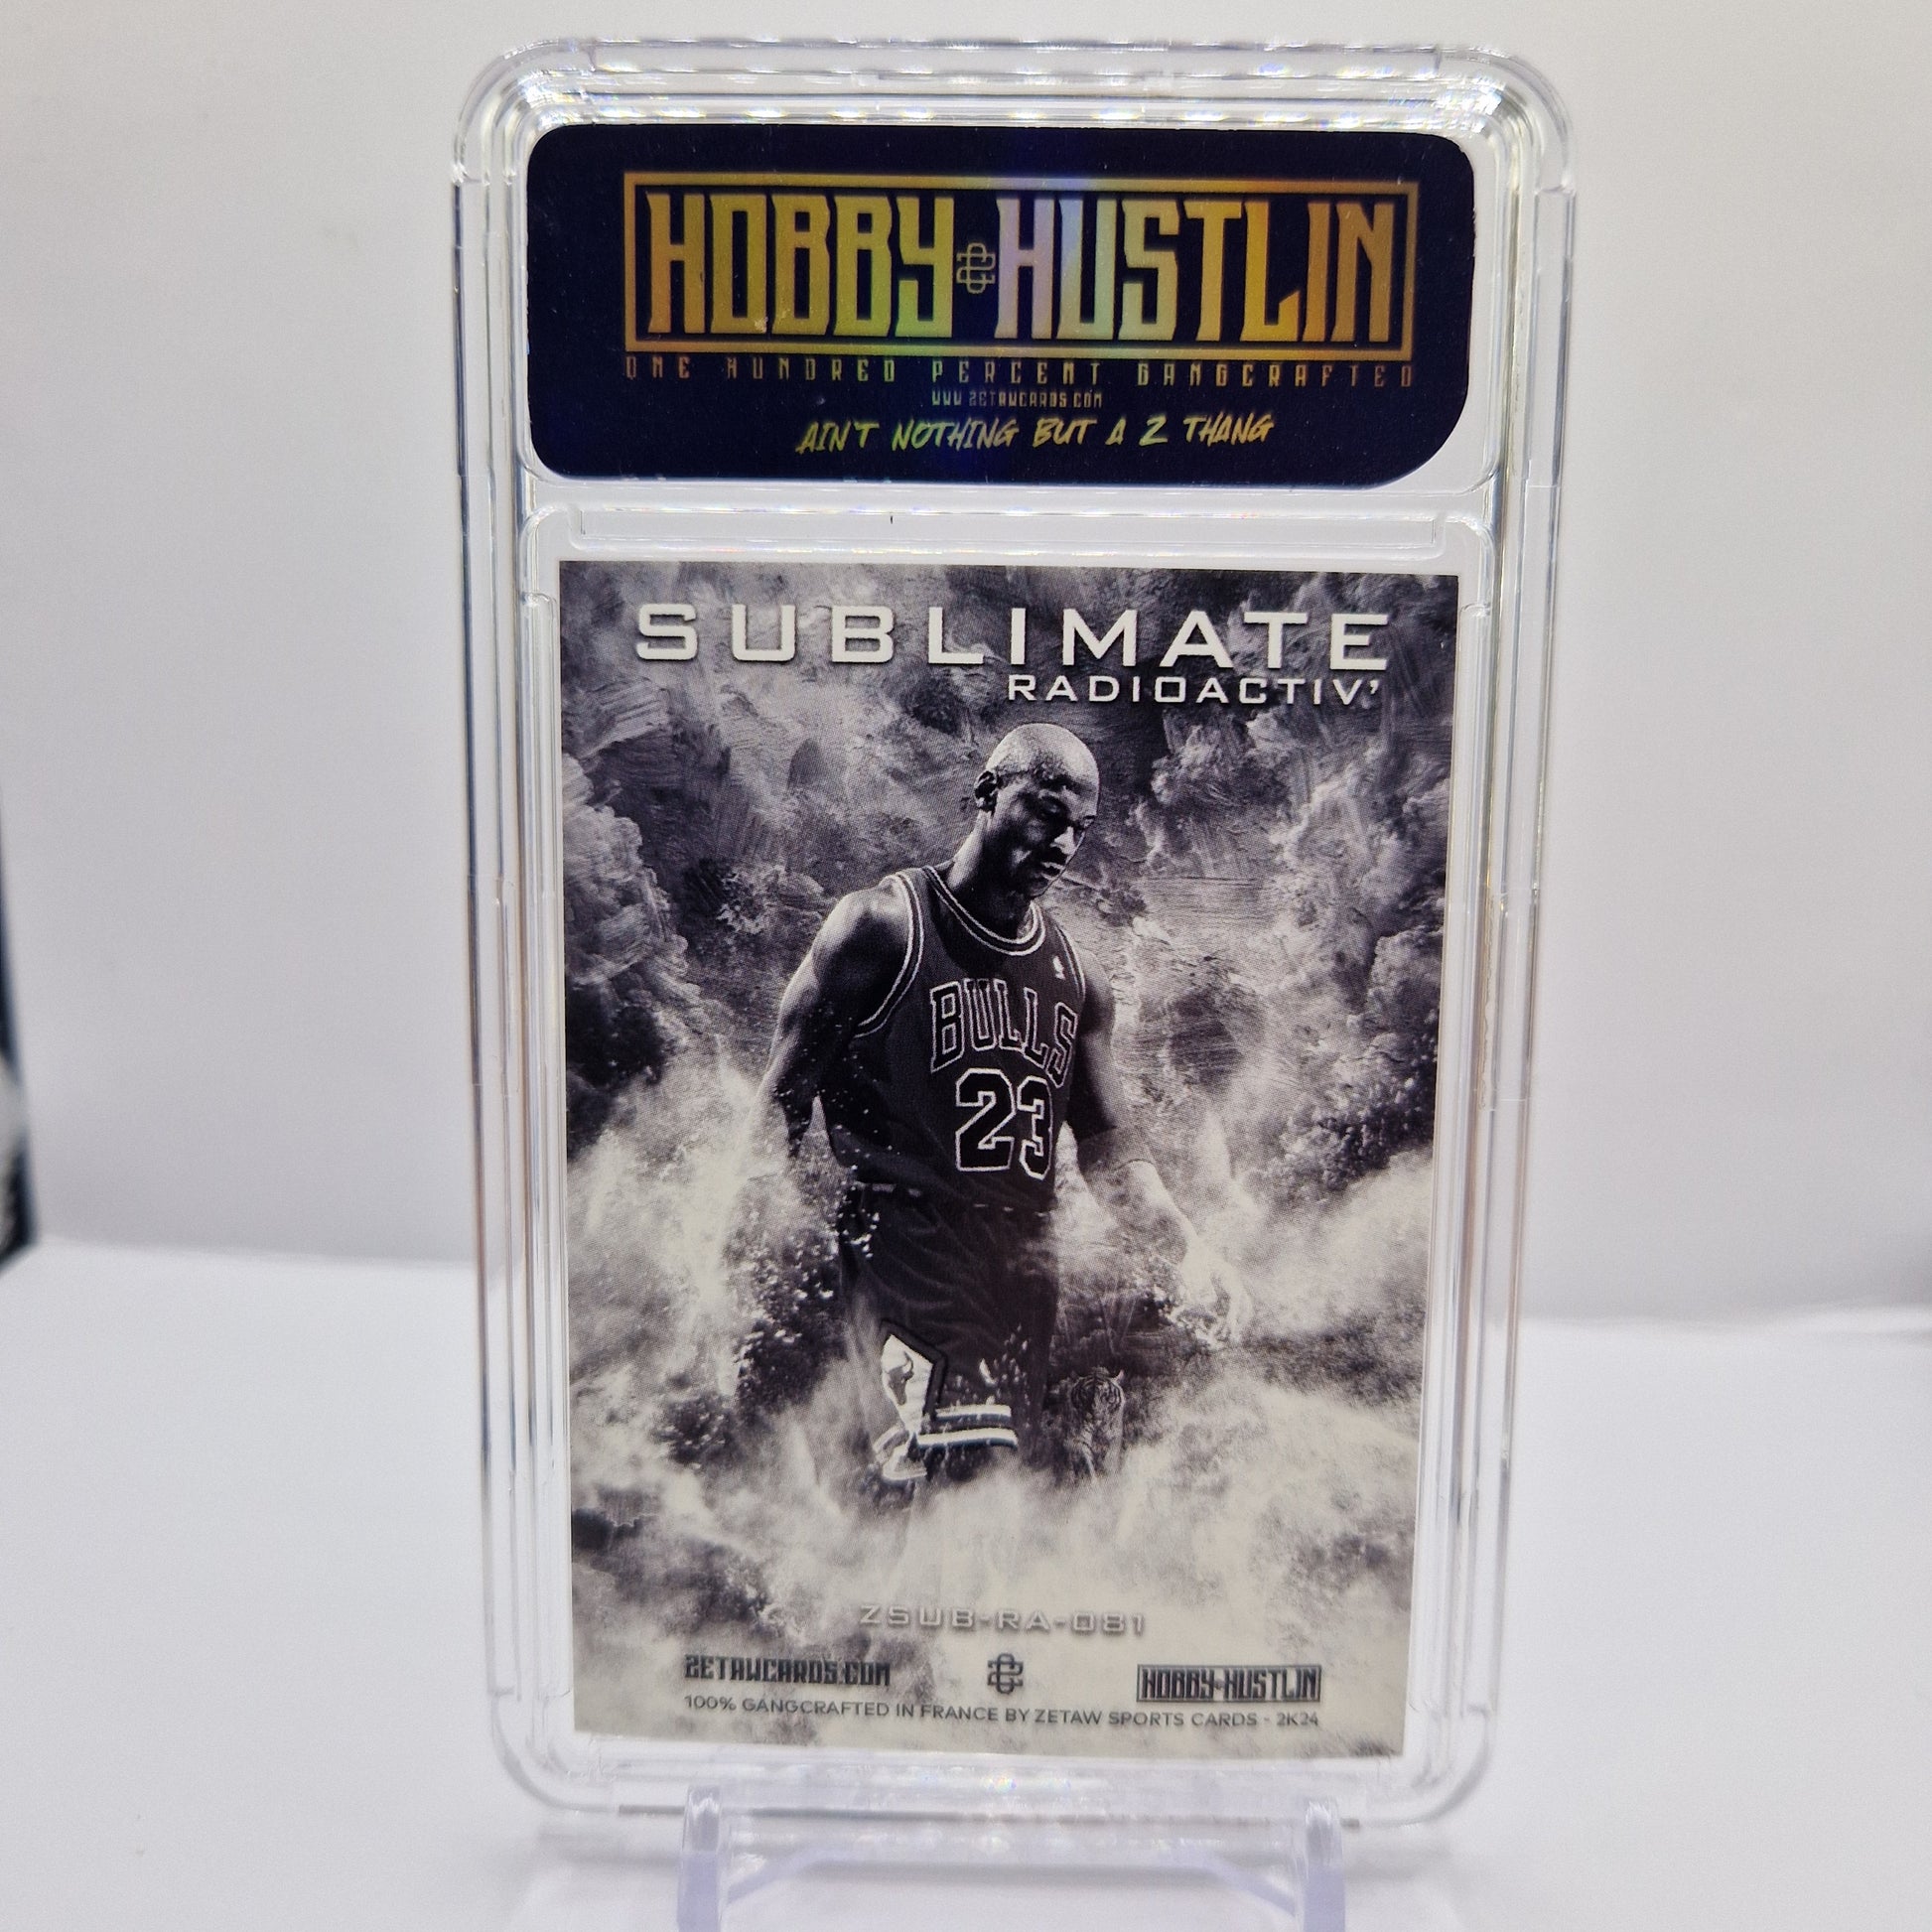 HOBBY HUSTLIN
ONE HUNDRED PERCENT GANGCRAFTED
WWW.ZETAWCARDS.COM
AIN'T NOTHING BUT A Z THANG
SUBLIMATE
RADIOACTIV'
BULLS
23
ZSUB-RA-081
ZETAWCARDS.COM
HOBBY HUSTLIN
100% GANGCRAFTED IN FRANCE BY ZETAW SPORTS CARDS - 2K24